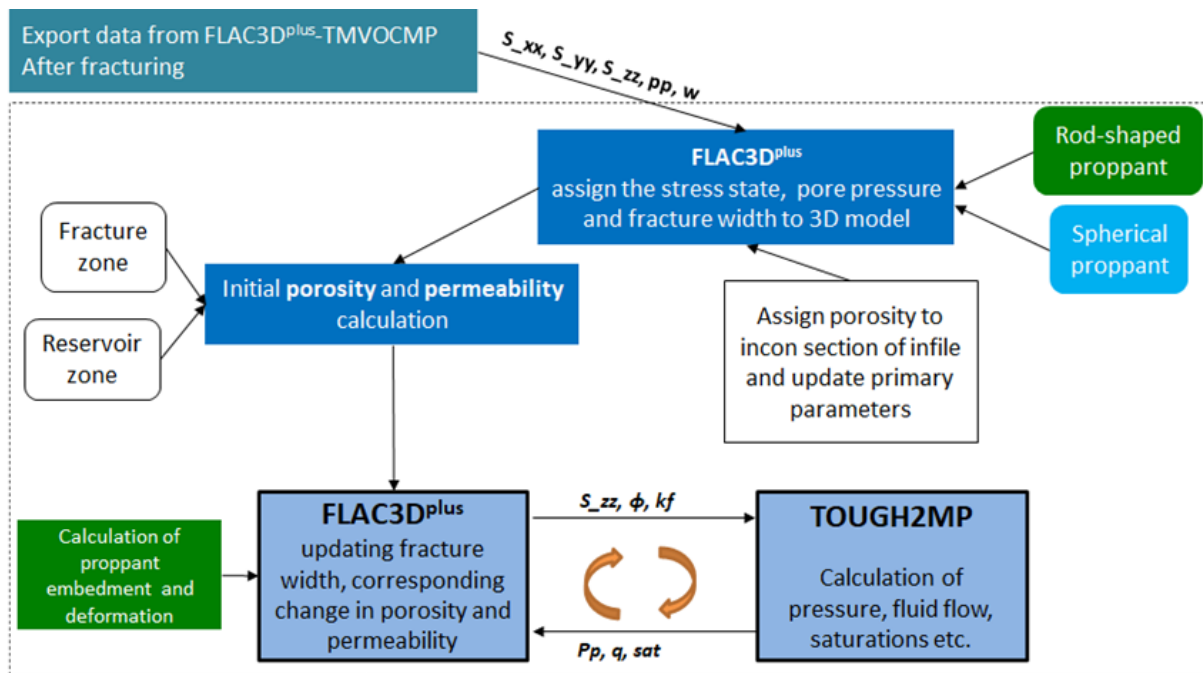 Export data from FLAC3Dplus-TMVOCMP
After fracturing
S_xx, S_yy, S_zz, pp, w
FLAC3Dplus
assign the stress state, pore pressure
and fracture width to 3D model
Rod-shaped
proppant
Spherical
proppant
Fracture
zone
Reservoir
zone
Initial porosity and permeability
calculation
Assign porosity to
incon section of infile
and update primary
parameters
Calculation of
proppant
embedment and
deformation
FLAC3Dplus
updating fracture
width, corresponding
change in porosity and
permeability
S_zz, ϕ, kf
Pp, q, sat
TOUGH2MP
Calculation of
pressure, fluid flow,
saturations etc.